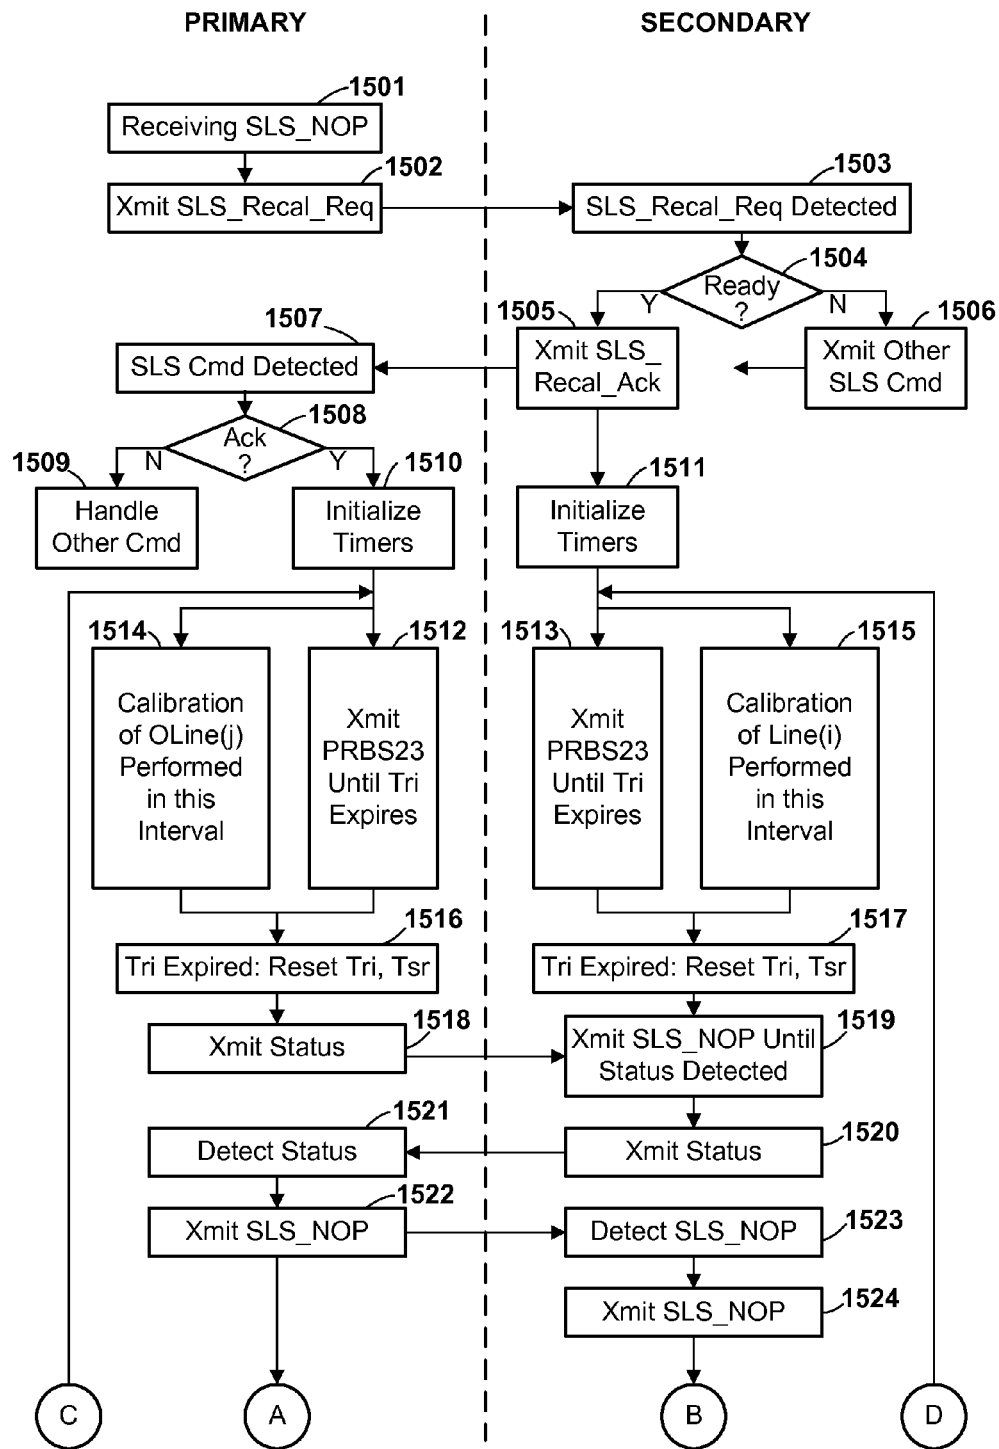 PRIMARY
SECONDARY
1501
Receiving SLS_NOP
1502
Xmit SLS_Recal_Req
1503
SLS_Recal_Req Detected
1504
Ready
?
Y
N
1505
Xmit SLS_
Recal_Ack
1506
Xmit Other
SLS Cmd
1507
SLS Cmd Detected
1508
Ack
?
N
Y
1509
Handle
Other Cmd
1510
Initialize
Timers
1511
Initialize
Timers
1514
Calibration
of OLine(j)
Performed
in this
Interval
1512
Xmit
PRBS23
Until Tri
Expires
1513
Xmit
PRBS23
Until Tri
Expires
1515
Calibration
of Line(i)
Performed
in this
Interval
1516
Tri Expired: Reset Tri, Tsr
1517
Tri Expired: Reset Tri, Tsr
1518
Xmit Status
1519
Xmit SLS_NOP Until
Status Detected
1521
Detect Status
1520
Xmit Status
1522
Xmit SLS_NOP
1523
Detect SLS_NOP
1524
Xmit SLS_NOP
C
A
B
D